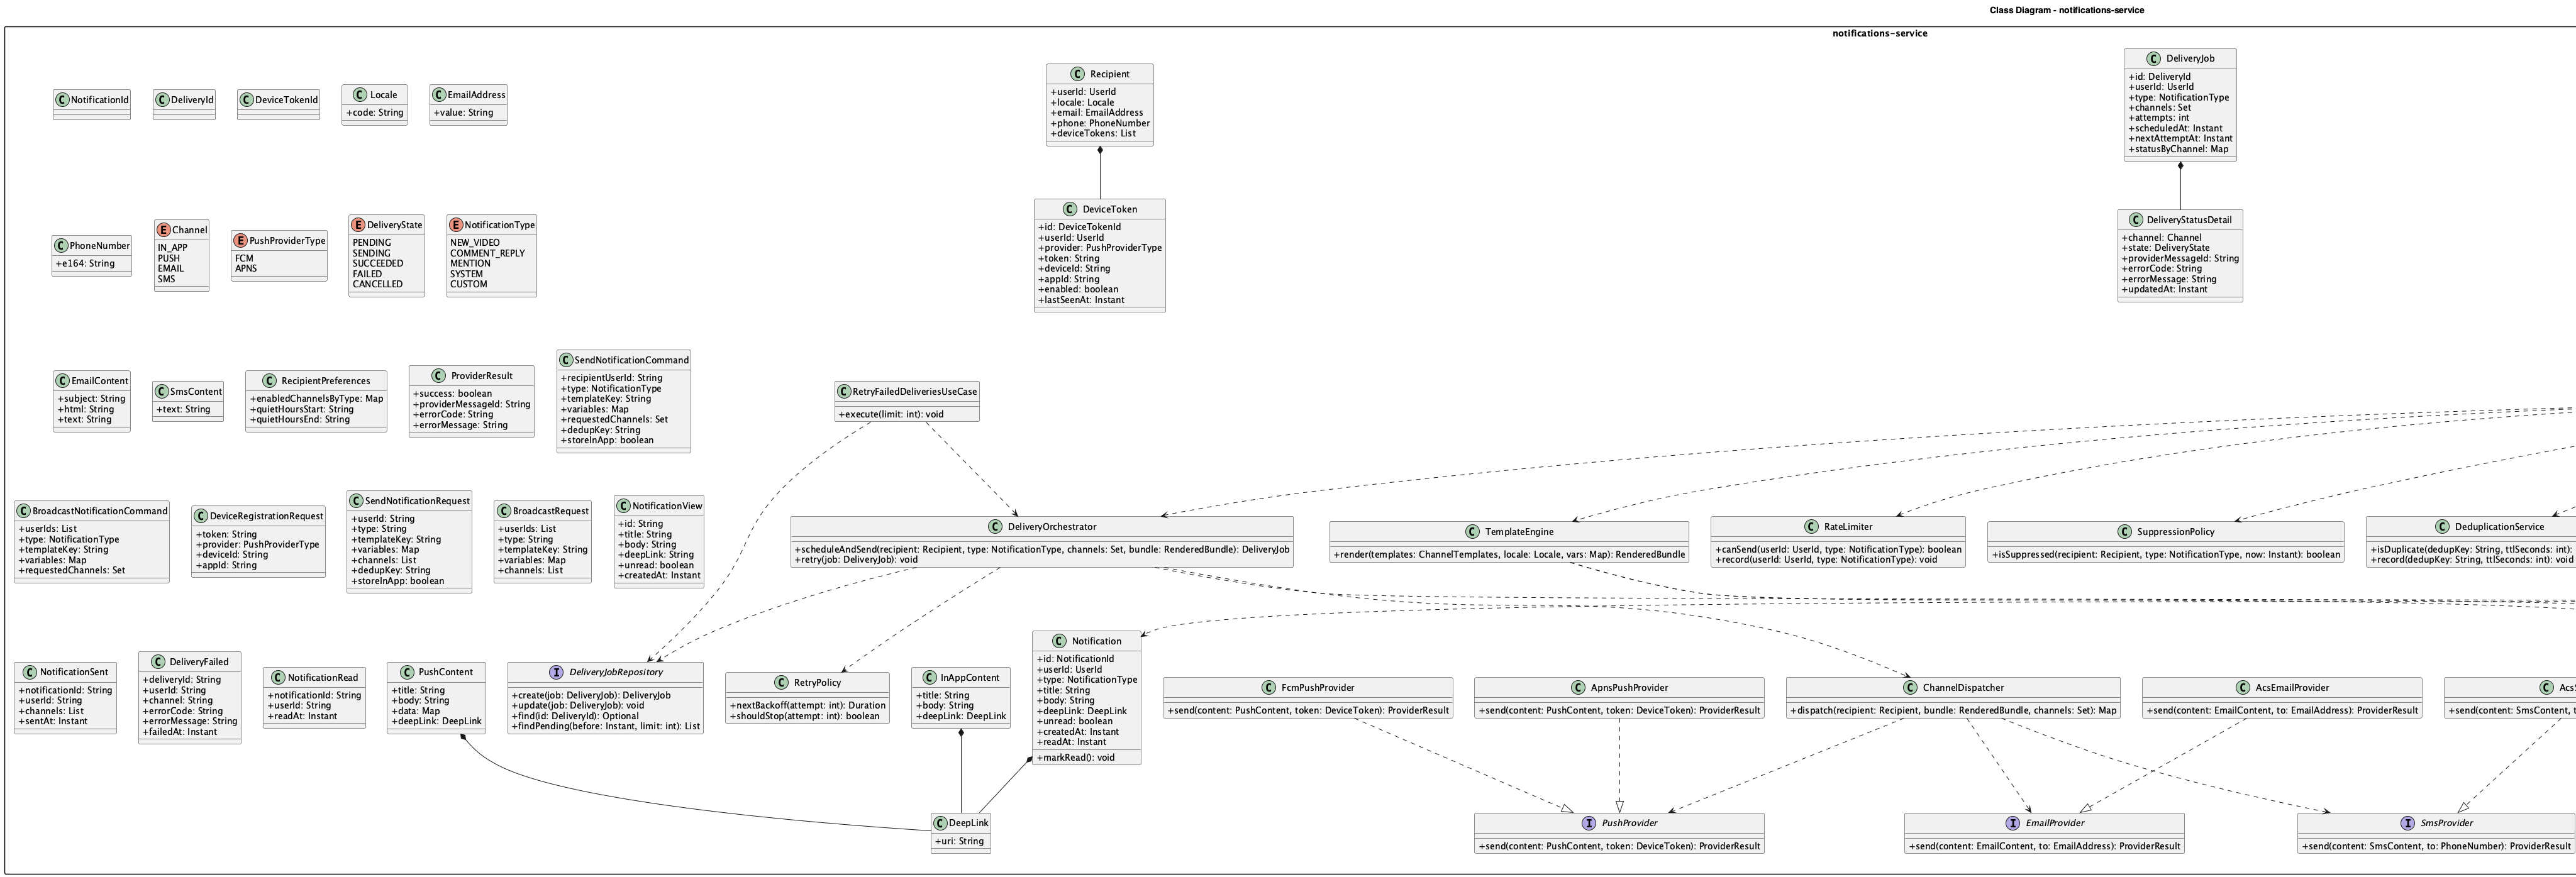 Class Diagram - notifications-service
notifications-service
NotificationId
DeliveryId
DeviceTokenId
Locale
+code: String
EmailAddress
+value: String
Recipient
+userId: UserId
+locale: Locale
+email: EmailAddress
+phone: PhoneNumber
+deviceTokens: List
DeliveryJob
+id: DeliveryId
+userId: UserId
+type: NotificationType
+channels: Set
+attempts: int
+scheduledAt: Instant
+nextAttemptAt: Instant
+statusByChannel: Map
PhoneNumber
+e164: String
Channel
IN_APP
PUSH
EMAIL
SMS
PushProviderType
FCM
APNS
DeliveryState
PENDING
SENDING
SUCCEEDED
FAILED
CANCELLED
NotificationType
NEW_VIDEO
COMMENT_REPLY
MENTION
SYSTEM
CUSTOM
DeviceToken
+id: DeviceTokenId
+userId: UserId
+provider: PushProviderType
+token: String
+deviceId: String
+appId: String
+enabled: boolean
+lastSeenAt: Instant
DeliveryStatusDetail
+channel: Channel
+state: DeliveryState
+providerMessageId: String
+errorCode: String
+errorMessage: String
+updatedAt: Instant
EmailContent
+subject: String
+html: String
+text: String
SmsContent
+text: String
RecipientPreferences
+enabledChannelsByType: Map
+quietHoursStart: String
+quietHoursEnd: String
ProviderResult
+success: boolean
+providerMessageId: String
+errorCode: String
+errorMessage: String
SendNotificationCommand
+recipientUserId: String
+type: NotificationType
+templateKey: String
+variables: Map
+requestedChannels: Set
+dedupKey: String
+storeInApp: boolean
RetryFailedDeliveriesUseCase
+execute(limit: int): void
BroadcastNotificationCommand
+userIds: List
+type: NotificationType
+templateKey: String
+variables: Map
+requestedChannels: Set
DeviceRegistrationRequest
+token: String
+provider: PushProviderType
+deviceId: String
+appId: String
SendNotificationRequest
+userId: String
+type: String
+templateKey: String
+variables: Map
+channels: List
+dedupKey: String
+storeInApp: boolean
BroadcastRequest
+userIds: List
+type: String
+templateKey: String
+variables: Map
+channels: List
NotificationView
+id: String
+title: String
+body: String
+deepLink: String
+unread: boolean
+createdAt: Instant
DeliveryOrchestrator
+scheduleAndSend(recipient: Recipient, type: NotificationType, channels: Set, bundle: RenderedBundle): DeliveryJob
+retry(job: DeliveryJob): void
TemplateEngine
+render(templates: ChannelTemplates, locale: Locale, vars: Map): RenderedBundle
RateLimiter
+canSend(userId: UserId, type: NotificationType): boolean
+record(userId: UserId, type: NotificationType): void
SuppressionPolicy
+isSuppressed(recipient: Recipient, type: NotificationType, now: Instant): boolean
DeduplicationService
+isDuplicate(dedupKey: String, ttlSeconds: int):
+record(dedupKey: String, ttlSeconds: int): void
NotificationSent
+notificationId: String
+userId: String
+channels: List
+sentAt: Instant
DeliveryFailed
+deliveryId: String
+userId: String
+channel: String
+errorCode: String
+errorMessage: String
+failedAt: Instant
NotificationRead
+notificationId: String
+userId: String
+readAt: Instant
PushContent
+title: String
+body: String
+data: Map
+deepLink: DeepLink
DeliveryJobRepository
+create(job: DeliveryJob): DeliveryJob
+update(job: DeliveryJob): void
+find(id: DeliveryId): Optional
+findPending(before: Instant, limit: int): List
RetryPolicy
+nextBackoff(attempt: int): Duration
+shouldStop(attempt: int): boolean
InAppContent
+title: String
+body: String
+deepLink: DeepLink
Notification
+id: NotificationId
+userId: UserId
+type: NotificationType
+title: String
+body: String
+deepLink: DeepLink
+unread: boolean
+createdAt: Instant
+readAt: Instant
+markRead(): void
FcmPushProvider
+send(content: PushContent, token: DeviceToken): ProviderResult
ApnsPushProvider
+send(content: PushContent, token: DeviceToken): ProviderResult
ChannelDispatcher
+dispatch(recipient: Recipient, bundle: RenderedBundle, channels: Set): Map
AcsEmailProvider
+send(content: EmailContent, to: EmailAddress): ProviderResult
+send(content: SmsContent, t
DeepLink
+uri: String
PushProvider
+send(content: PushContent, token: DeviceToken): ProviderResult
EmailProvider
+send(content: EmailContent, to: EmailAddress): ProviderResult
SmsProvider
+send(content: SmsContent, to: PhoneNumber): ProviderResult